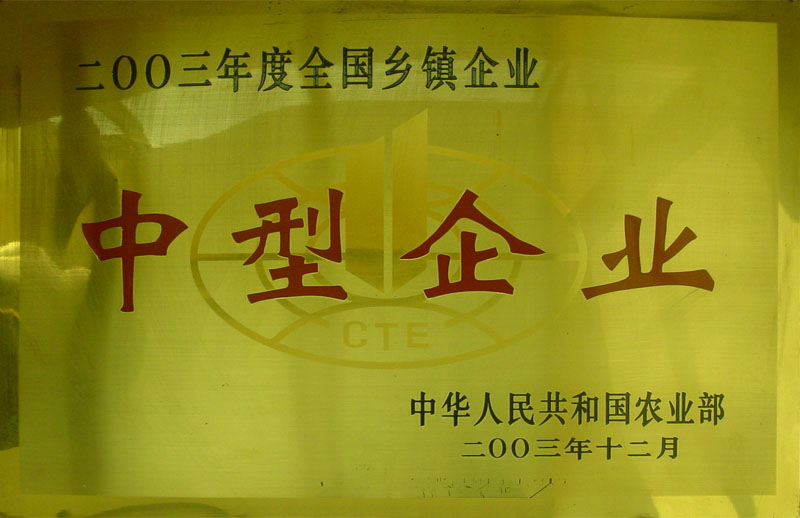 二〇〇三年度全国乡镇企业
中型企业
CTE
中华人民共和国农业部
二〇〇三年十二月